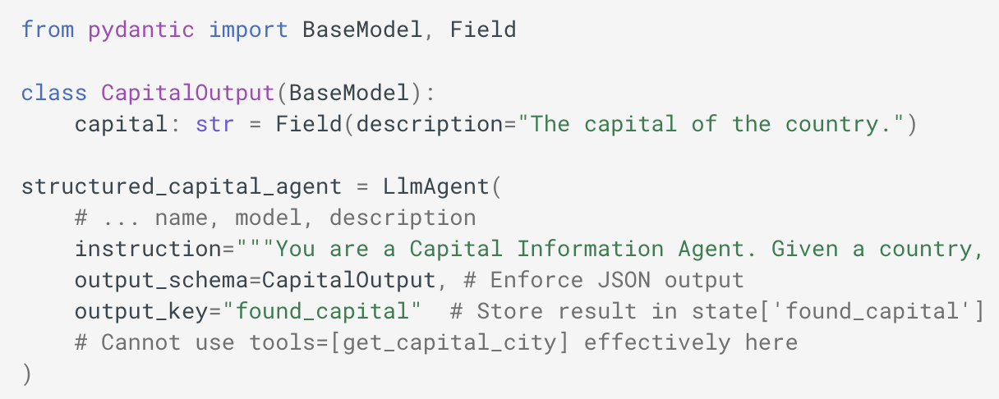 from pydantic import BaseModel, Field

class CapitalOutput(BaseModel):
    capital: str = Field(description="The capital of the country.")

structured_capital_agent = LlmAgent(
    # ... name, model, description
    instruction="""You are a Capital Information Agent. Given a country,
    output_schema=CapitalOutput, # Enforce JSON output
    output_key="found_capital"  # Store result in state['found_capital']
    # Cannot use tools=[get_capital_city] effectively here
)